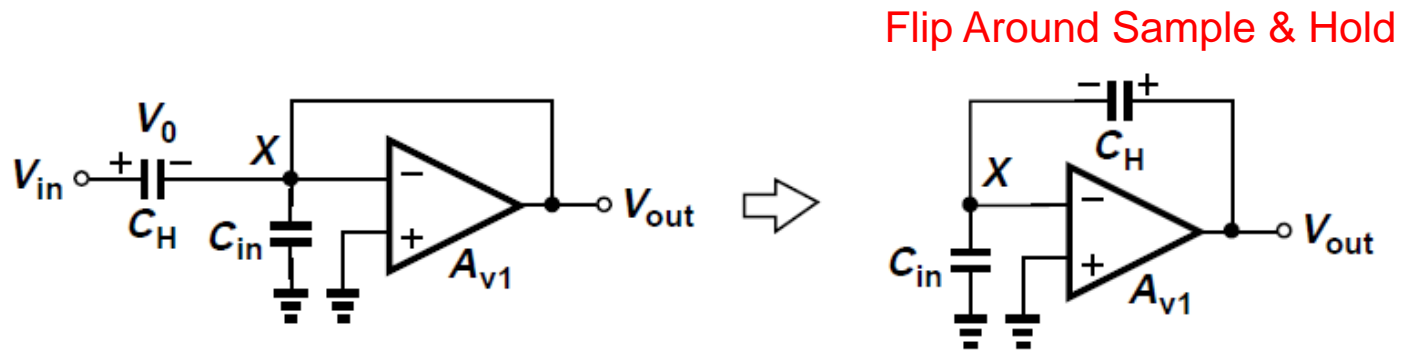 Flip Around Sample & Hold
V0
+ −
Vin
CH
X
Cin
−
+
Av1
Vout
− +
CH
X
Cin
−
+
Av1
Vout